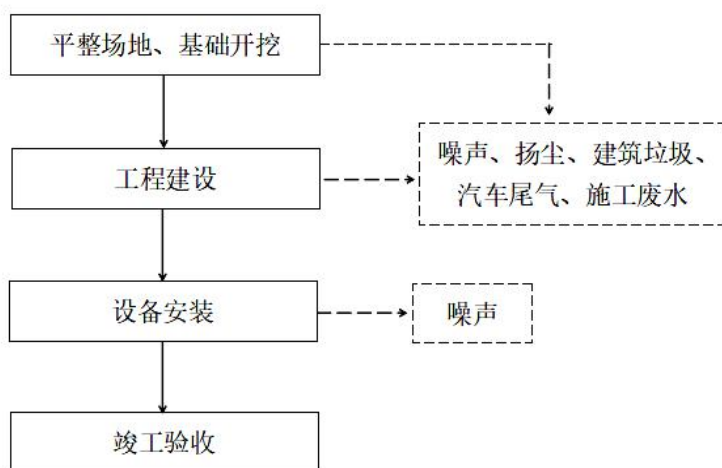 平整场地、基础开挖
工程建设
噪声、扬尘、建筑垃圾、
汽车尾气、施工废水
设备安装
噪声
竣工验收